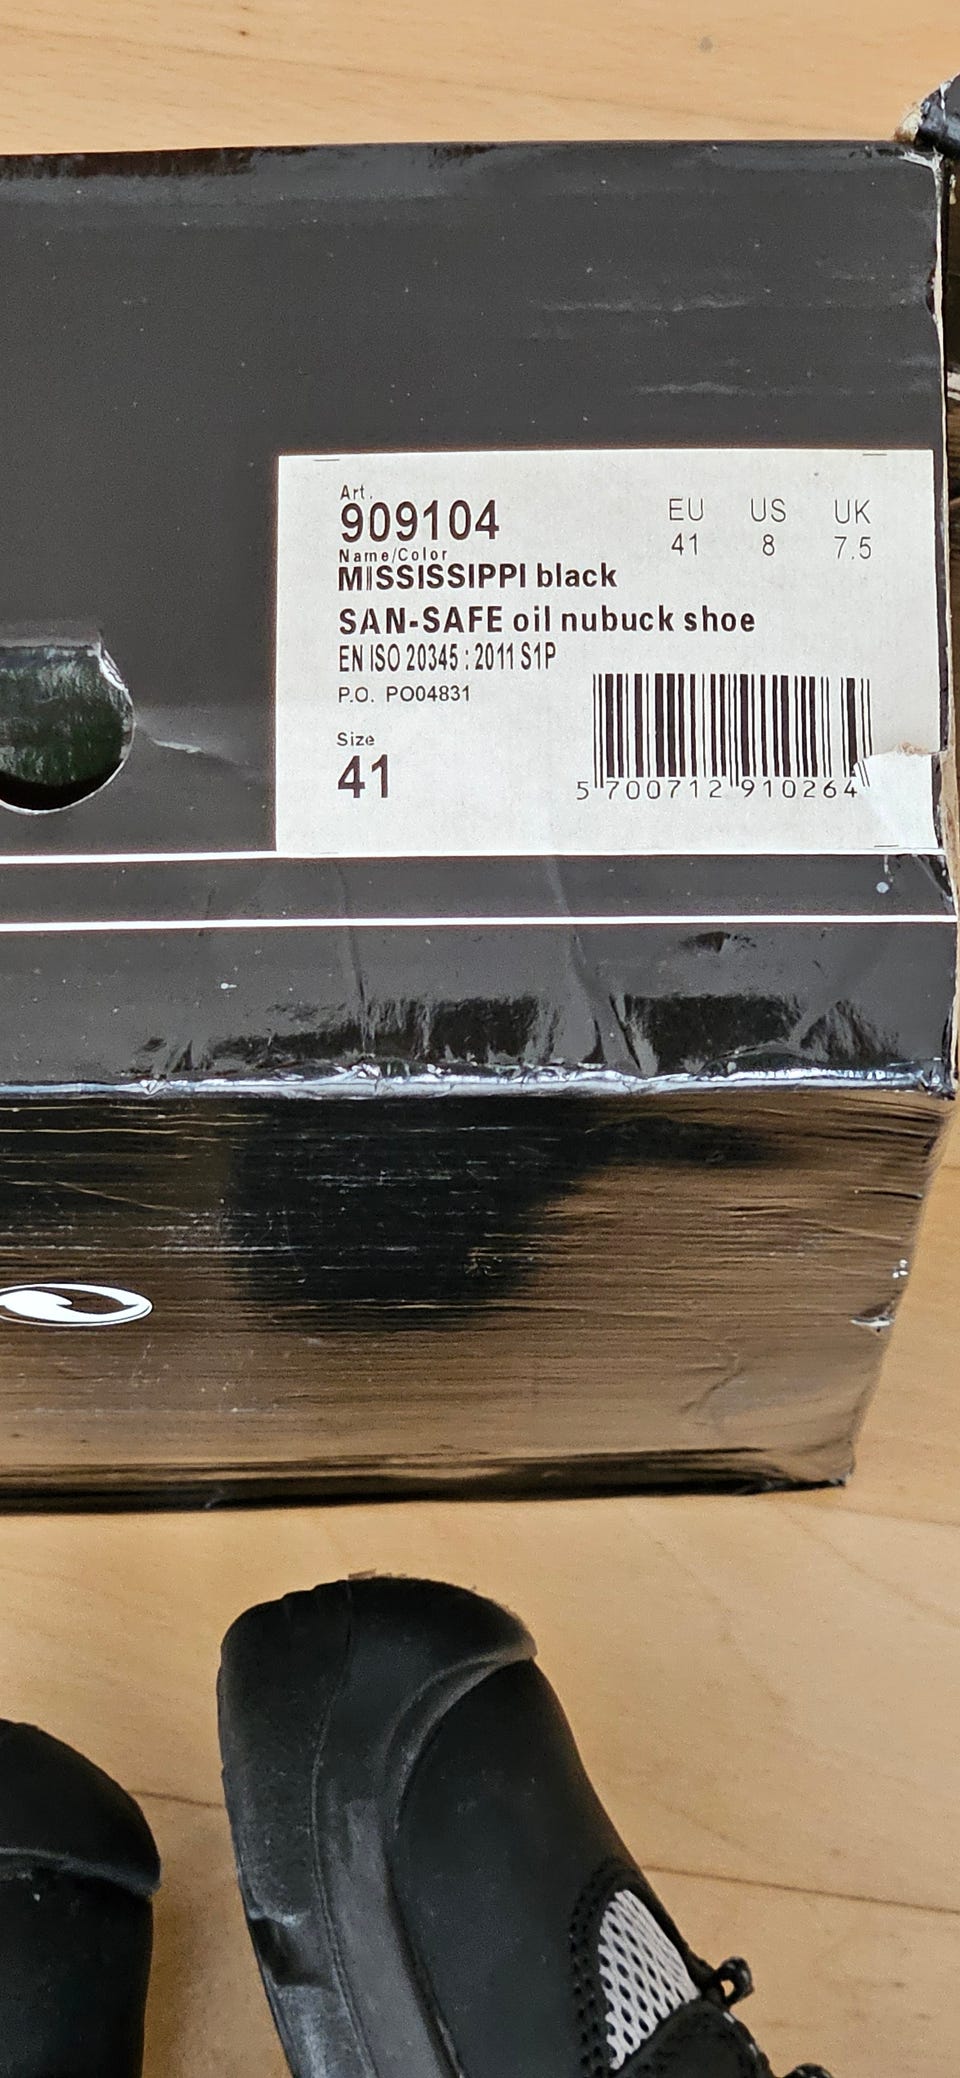 Art.
909104
EU US UK
41 8 7.5
Name/Color
MISSISSIPPI black
SAN-SAFE oil nubuck shoe
EN ISO 20345 : 2011 S1P
P.O. PO04831
Size
41
5 700712 910264